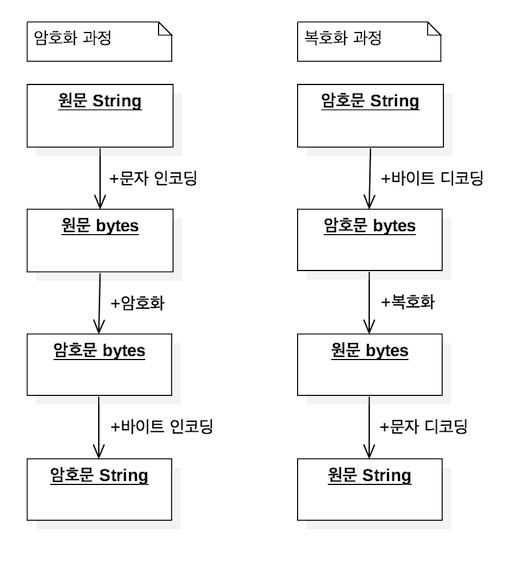 암호화 과정
원문 String
+문자 인코딩
원문 bytes
+암호화
암호문 bytes
+바이트 인코딩
암호문 String
복호화 과정
암호문 String
+바이트 디코딩
암호문 bytes
+복호화
원문 bytes
+문자 디코딩
원문 String